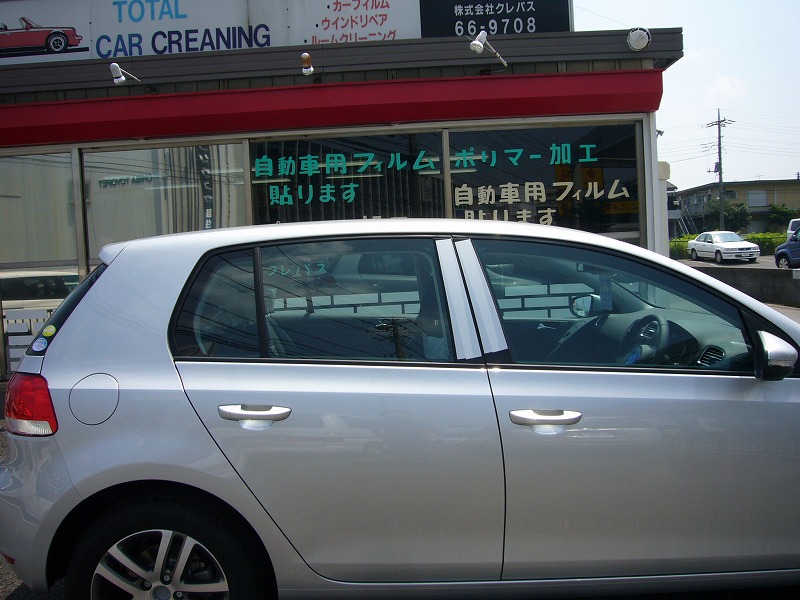 TOTAL
CAR CREANING
・カーフィルム
・ウインドリペア
・ルームクリーニング
株式会社クレパス
66-9708
自動車用フィルム
貼ります
ポリマー加工
自動車用フィルム
貼ります
クレパス